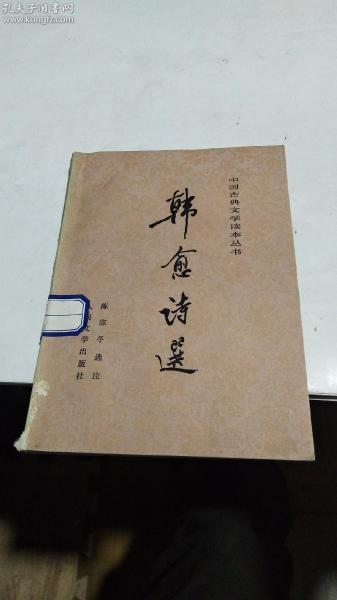 孔夫子旧书网
www.kongfz.com
中国古典文学读本丛书
韩愈诗選
陈迩冬选注
文学出版社